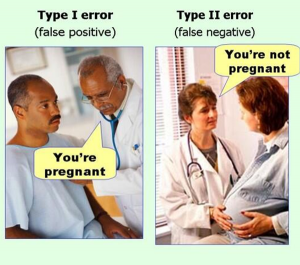 Type I error
(false positive)
You're
pregnant
Type II error
(false negative)
You're not
pregnant